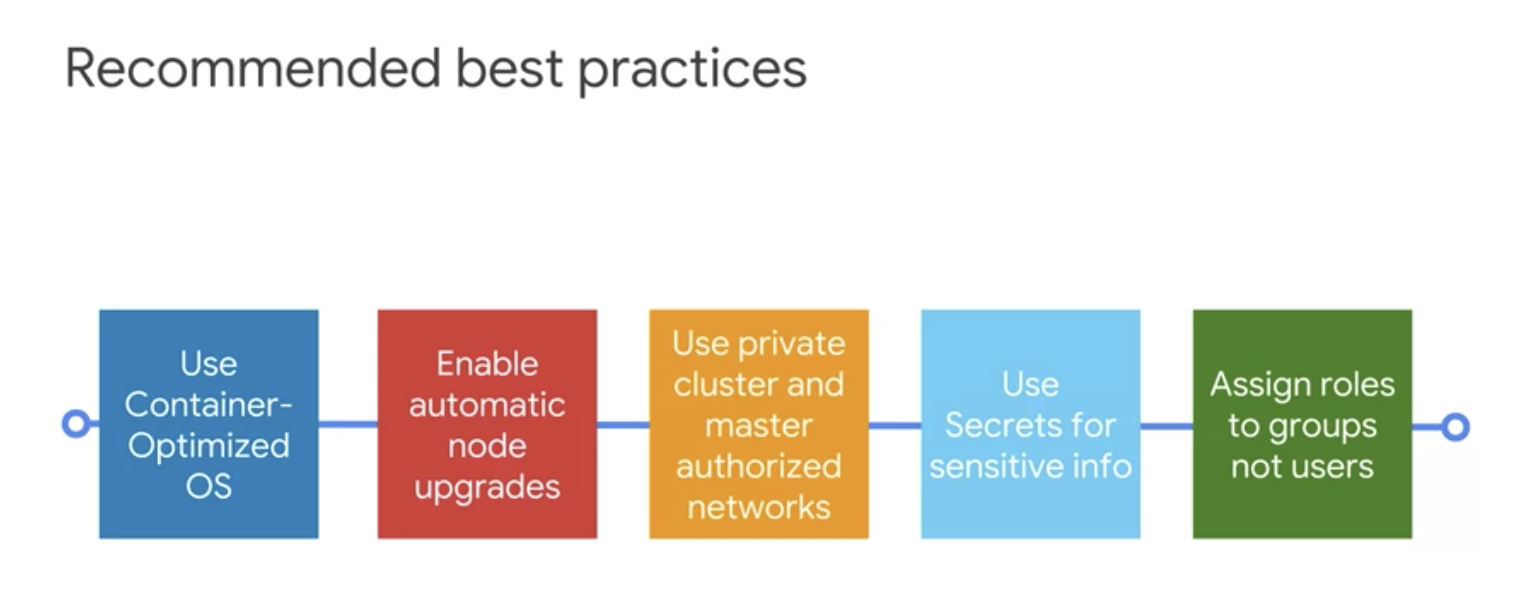 Recommended best practices
Use
Container-
Optimized
OS
Enable
automatic
node
upgrades
Use private
cluster and
master
authorized
networks
Use
Secrets for
sensitive info
Assign roles
to groups
not users